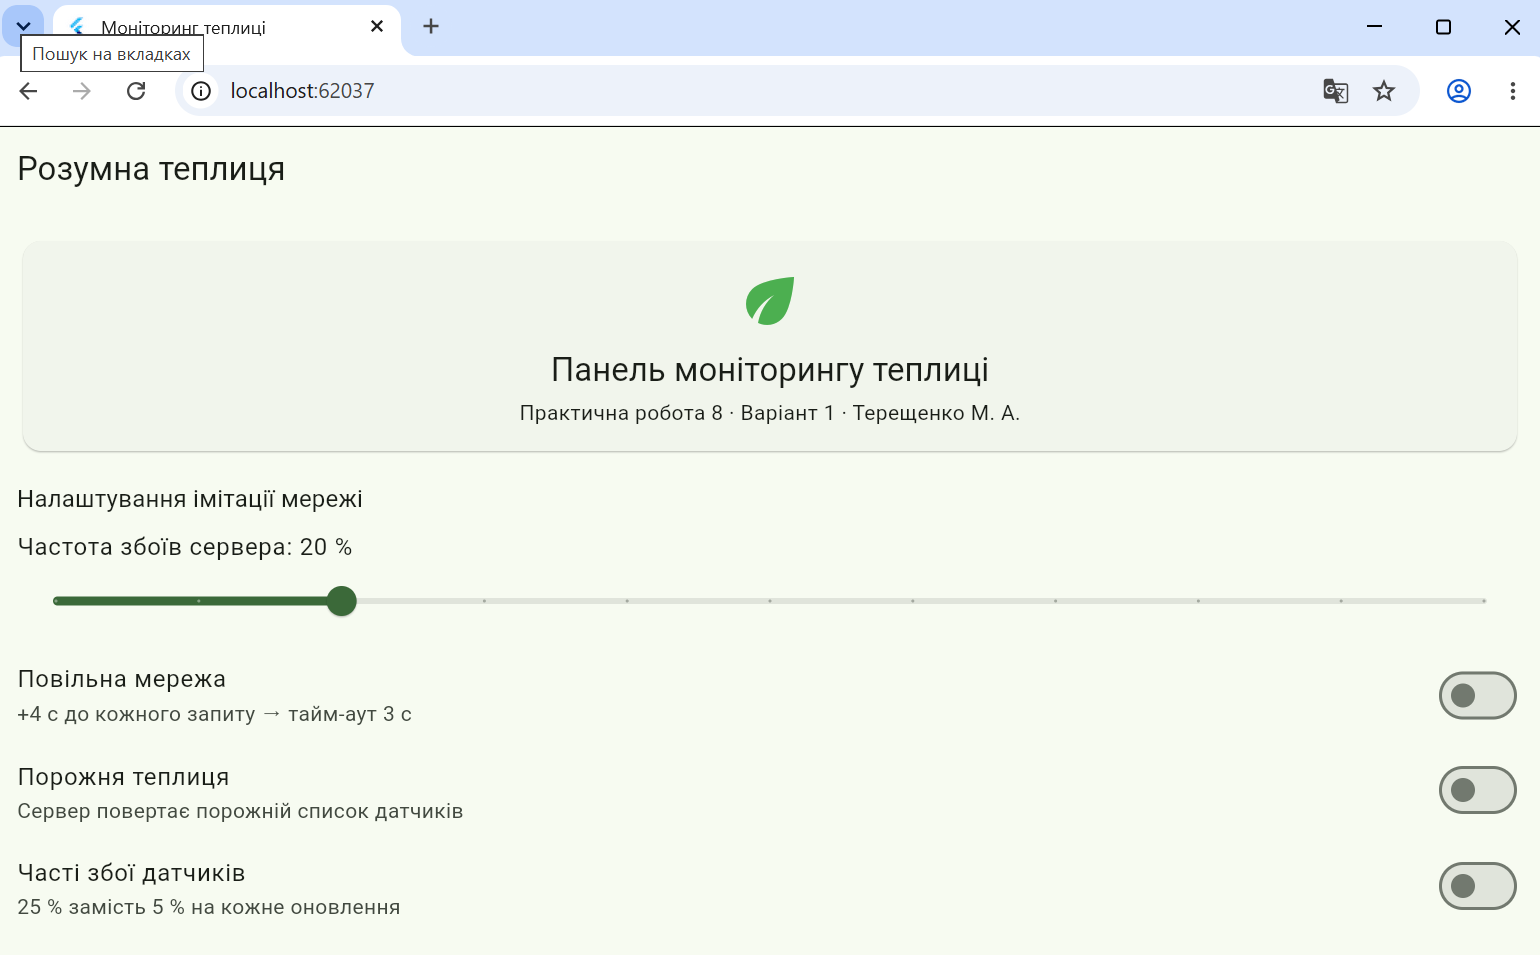 Моніторинг теплиці
Пошук на вкладках
localhost:62037
Розумна теплиця
Панель моніторингу теплиці
Практична робота 8 · Варіант 1 · Терещенко М. А.
Налаштування імітації мережі
Частота збоїв сервера: 20 %
Повільна мережа
+4 с до кожного запиту → тайм-аут 3 с
Порожня теплиця
Сервер повертає порожній список датчиків
Часті збої датчиків
25 % замість 5 % на кожне оновлення